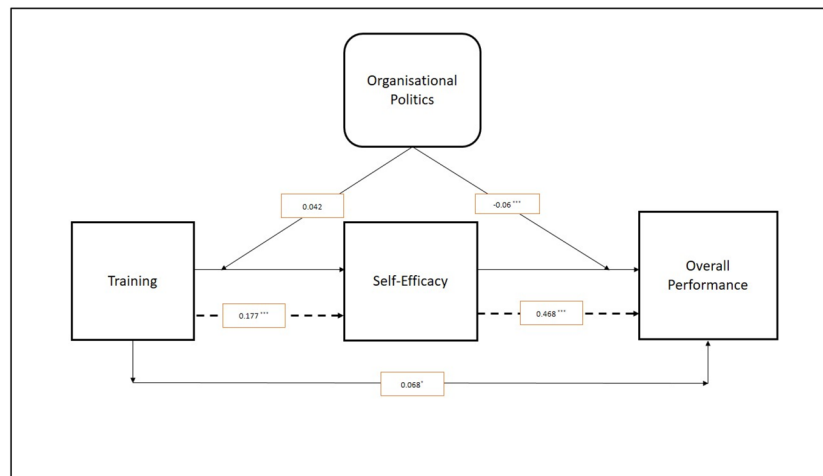 Organisational
Politics
0.042
-0.06 ***
Training
Self-Efficacy
Overall
Performance
0.177 ***
0.468 ***
0.068*